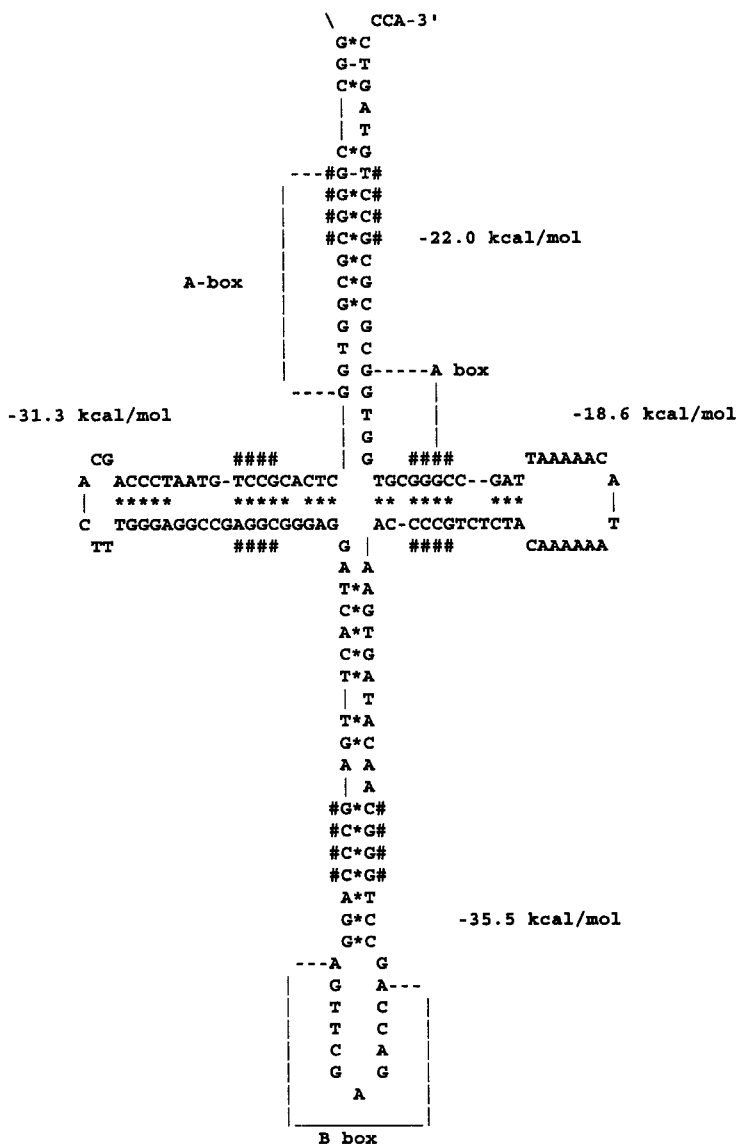 \ CCA-3'
G*C
G-T
C*G
| A
| T
C*G
---#G-T#
#G*C#
#G*C#
#C*G# -22.0 kcal/mol
G*C
A-box C*G
G*C
G G
T C
G G-----A box
----G G
-31.3 kcal/mol | T -18.6 kcal/mol
| G
CG #### | G #### TAAAAAC
A ACCCTAATG-TCCGCACTC TGCGGGCC--GAT A
| ***** ***** *** ** **** *** |
C TGGGAGGCCGAGGCGGGAG AC-CCCGTCTCTA T
TT #### G | #### CAAAAAA
A A
T*A
C*G
A*T
C*G
T*A
| T
T*A
G*C
A A
| A
#G*C#
#C*G#
#C*G#
#C*G#
A*T
G*C -35.5 kcal/mol
G*C
---A G
G A---
T C
T C
C A
G G
A
B box